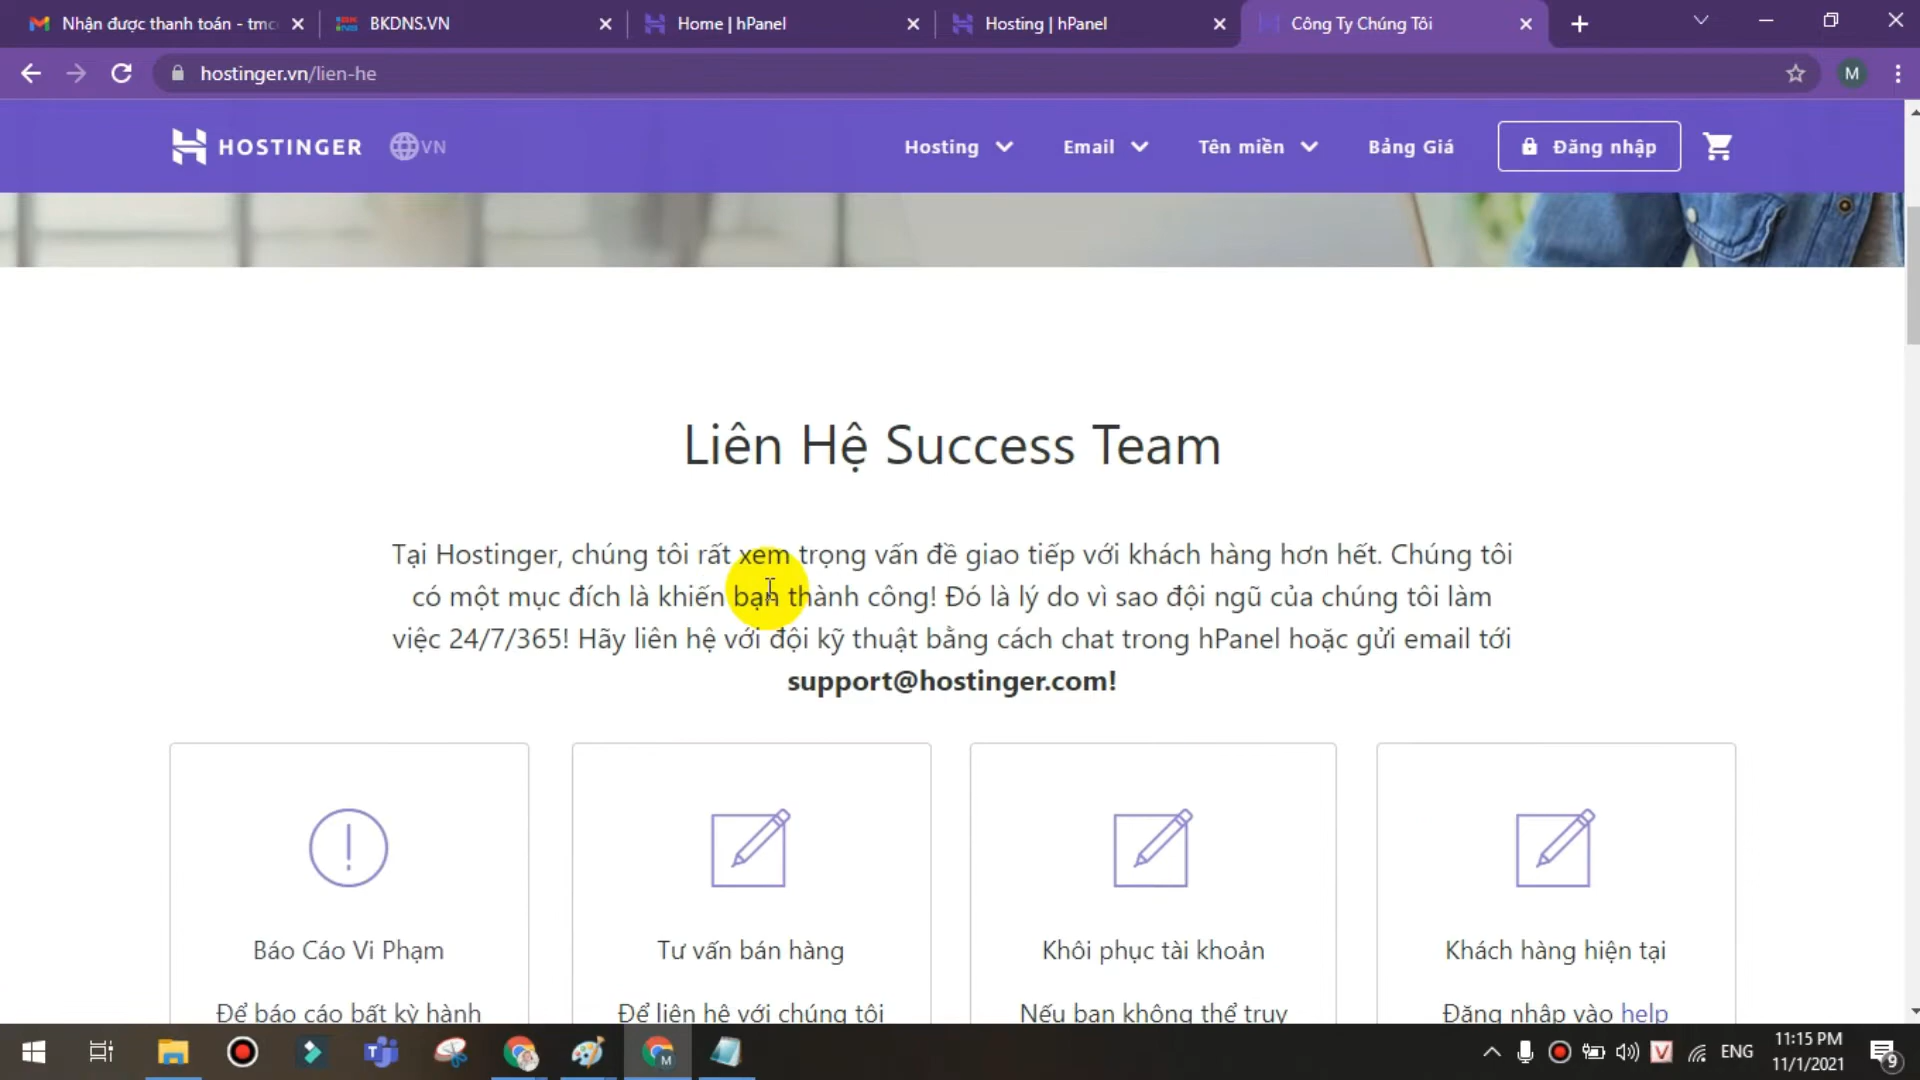 Nhận được thanh toán - tmc
BKDNS.VN
Home | hPanel
Hosting | hPanel
Công Ty Chúng Tôi
hostinger.vn/lien-he
M
HOSTINGER
VN
Hosting
Email
Tên miền
Bảng Giá
Đăng nhập
Liên Hệ Success Team
Tại Hostinger, chúng tôi rất xem trọng vấn đề giao tiếp với khách hàng hơn hết. Chúng tôi
có một mục đích là khiến bạn thành công! Đó là lý do vì sao đội ngũ của chúng tôi làm
việc 24/7/365! Hãy liên hệ với đội kỹ thuật bằng cách chat trong hPanel hoặc gửi email tới
support@hostinger.com!
Báo Cáo Vi Phạm
Tư vấn bán hàng
Khôi phục tài khoản
Khách hàng hiện tại
Để báo cáo bất kỳ hành
Để liên hệ với chúng tôi
Nếu bạn không thể truy
Đăng nhập vào help
ENG
11:15 PM
11/1/2021
9